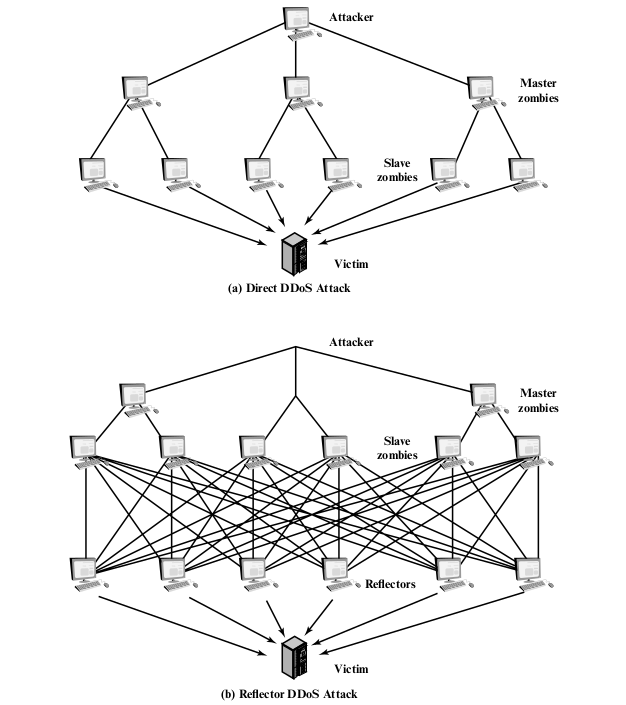 Attacker
Master
zombies
Slave
zombies
Victim
(a) Direct DDoS Attack
Attacker
Master
zombies
Slave
zombies
Reflectors
Victim
(b) Reflector DDoS Attack